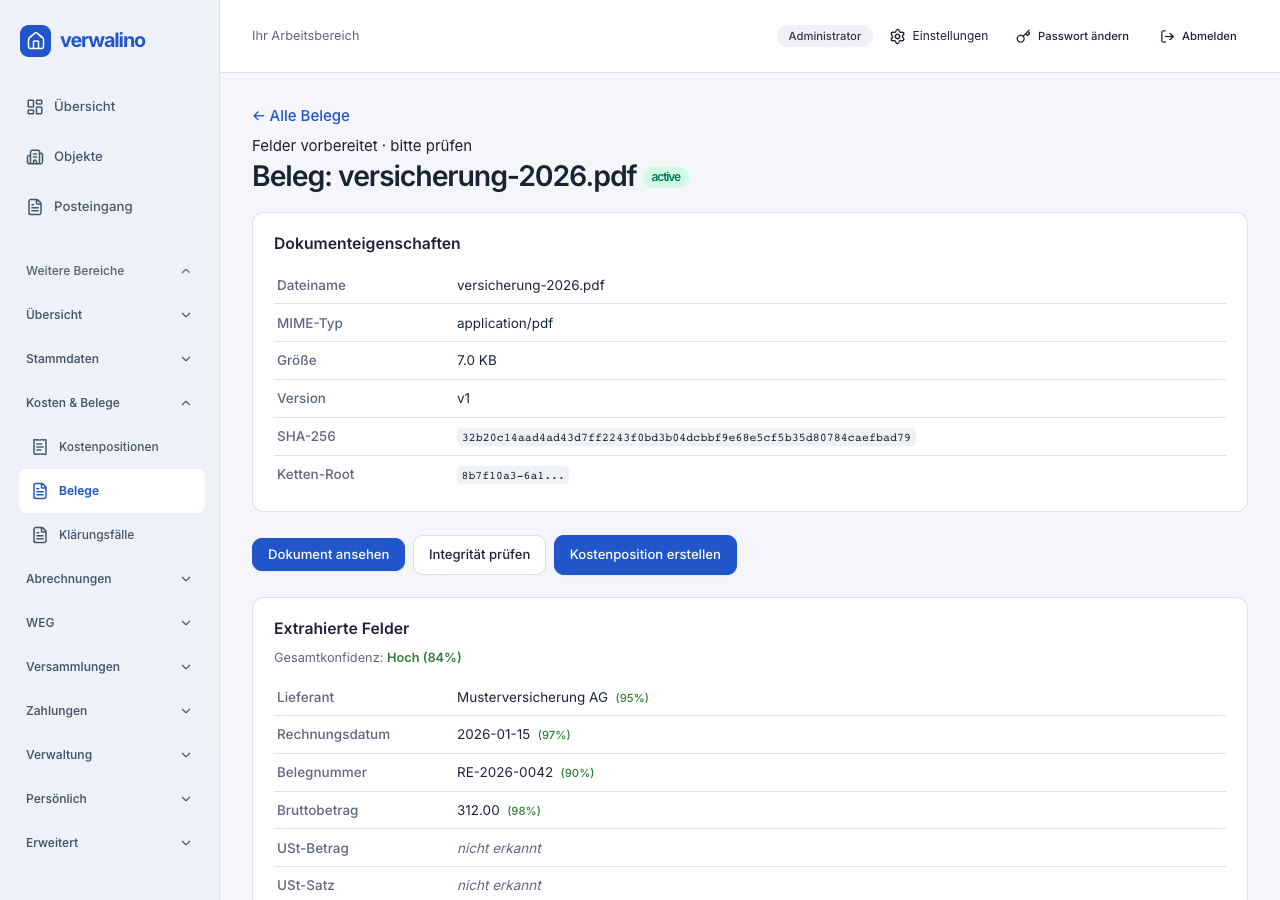 verwalino
Übersicht
Objekte
Posteingang
Weitere Bereiche
Übersicht
Stammdaten
Kosten & Belege
Kostenpositionen
Belege
Klärungsfälle
Abrechnungen
WEG
Versammlungen
Zahlungen
Verwaltung
Persönlich
Erweitert
Ihr Arbeitsbereich
Administrator
Einstellungen
Passwort ändern
Abmelden
← Alle Belege
Felder vorbereitet · bitte prüfen
Beleg: versicherung-2026.pdf active
Dokumenteigenschaften
Dateiname versicherung-2026.pdf
MIME-Typ application/pdf
Größe 7.0 KB
Version v1
SHA-256 32b20c14aad4ad43d7ff2243f0bd3b04dcbbf9e68e5cf5b35d80784caefbad79
Ketten-Root 8b7f10a3-6a1...
Dokument ansehen
Integrität prüfen
Kostenposition erstellen
Extrahierte Felder
Gesamtkonfidenz: Hoch (84%)
Lieferant Musterversicherung AG (95%)
Rechnungsdatum 2026-01-15 (97%)
Belegnummer RE-2026-0042 (90%)
Bruttobetrag 312.00 (98%)
USt-Betrag nicht erkannt
USt-Satz nicht erkannt